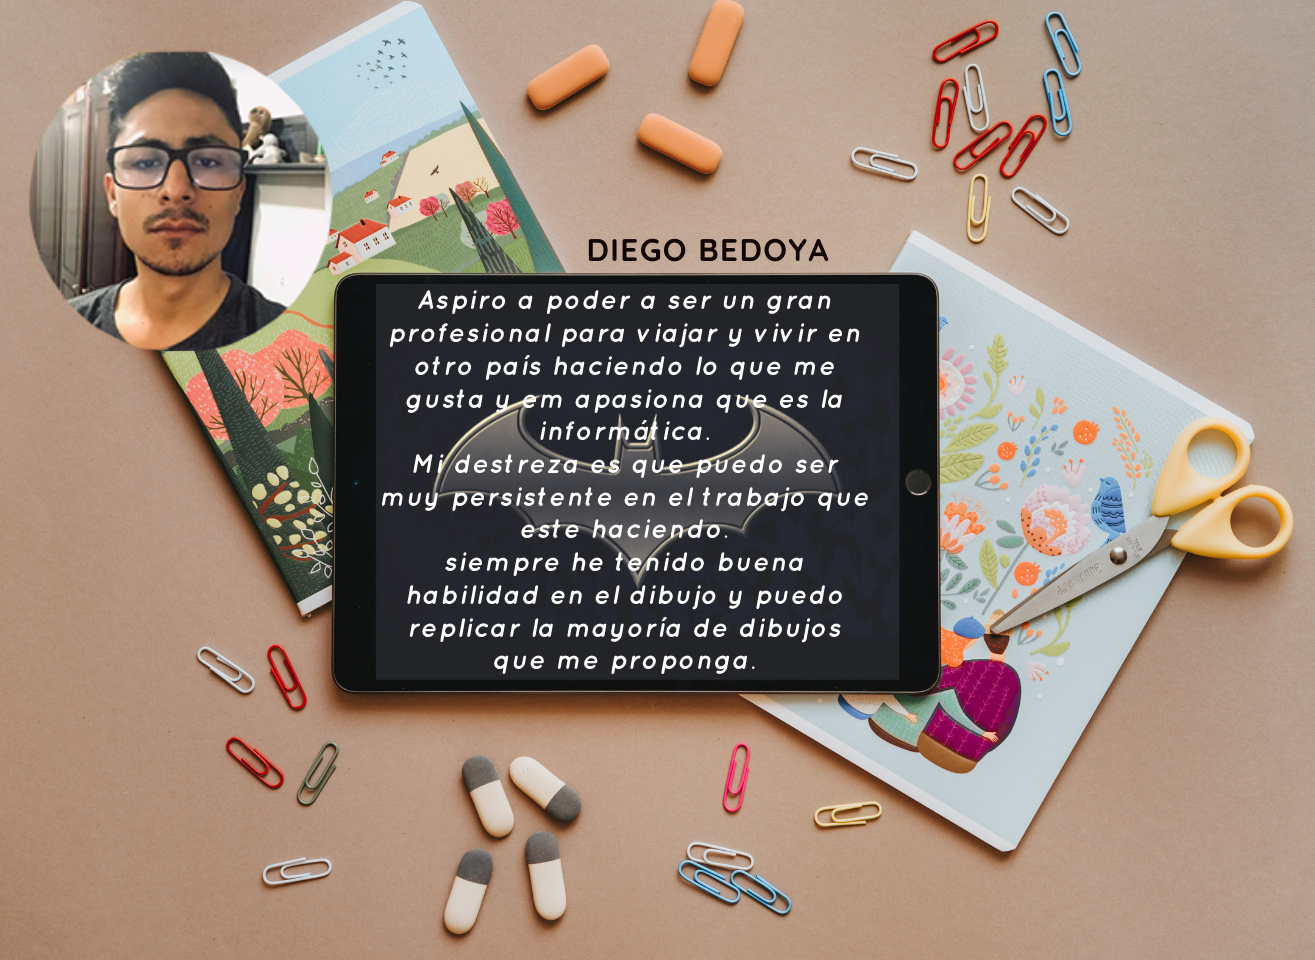 DIEGO BEDOYA
Aspiro a poder a ser un gran
profesional para viajar y vivir en
otro país haciendo lo que me
gusta y em apasiona que es la
informática.
Mi destreza es que puedo ser
muy persistente en el trabajo que
este haciendo.
siempre he tenido buena
habilidad en el dibujo y puedo
replicar la mayoría de dibujos
que me proponga.